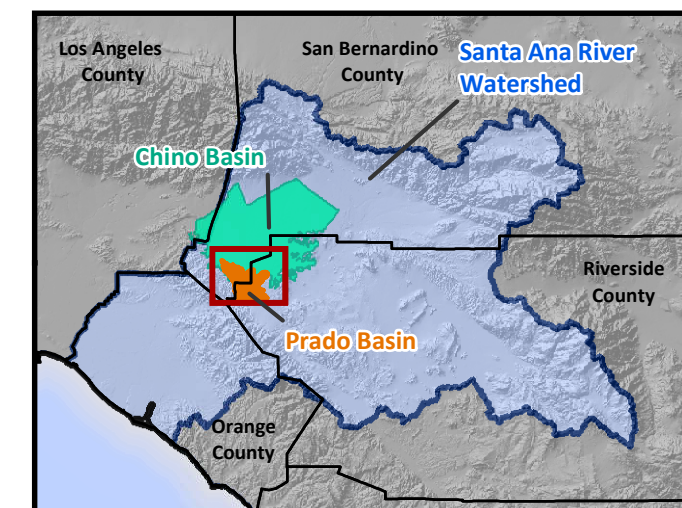 Los Angeles
County
San Bernardino
County
Santa Ana River
Watershed
Chino Basin
Riverside
County
Prado Basin
Orange
County